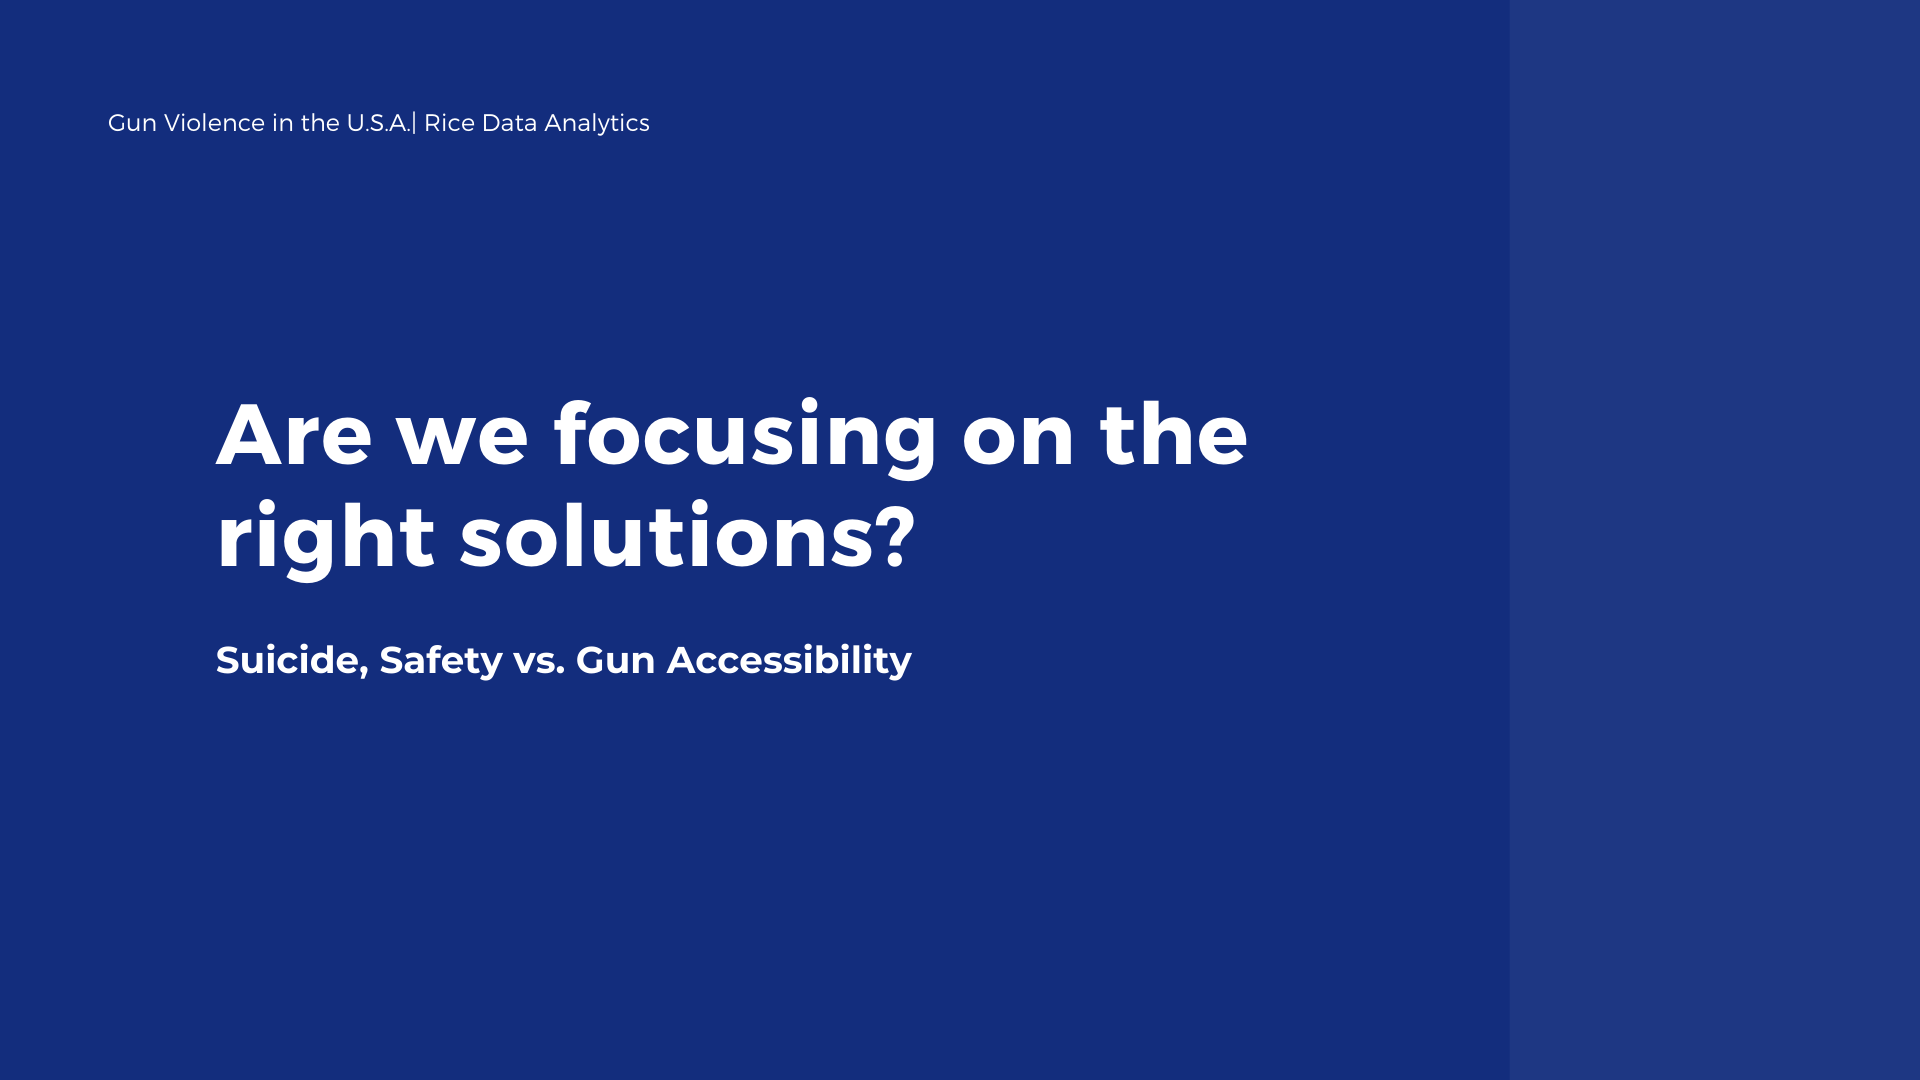 Gun Violence in the U.S.A.| Rice Data Analytics
Are we focusing on the
right solutions?
Suicide, Safety vs. Gun Accessibility